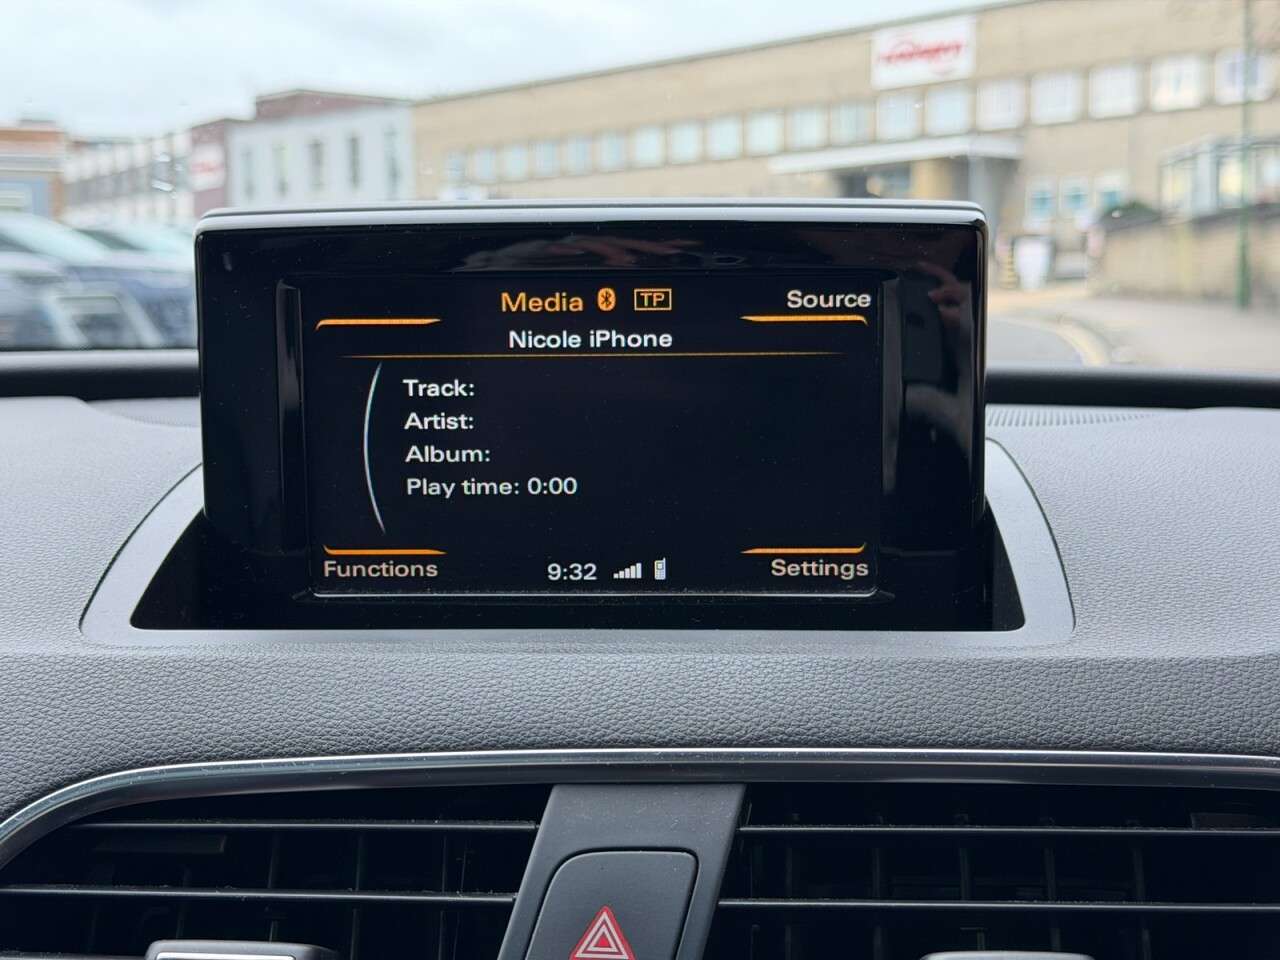 Media TP Source
Nicole iPhone
Track:
Artist:
Album:
Play time: 0:00
Functions 9:32 Settings